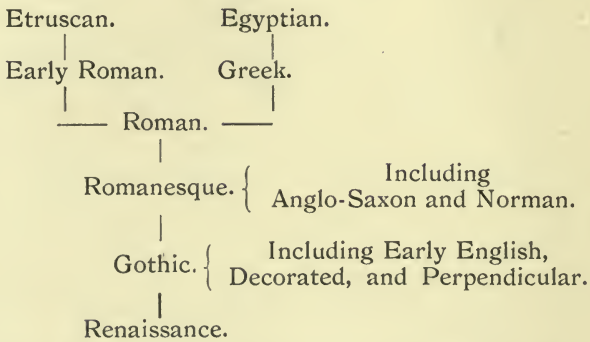 Etruscan. Egyptian.
Early Roman. Greek.
Roman.
Romanesque. { Including
Anglo-Saxon and Norman.
Gothic. { Including Early English,
Decorated, and Perpendicular.
Renaissance.